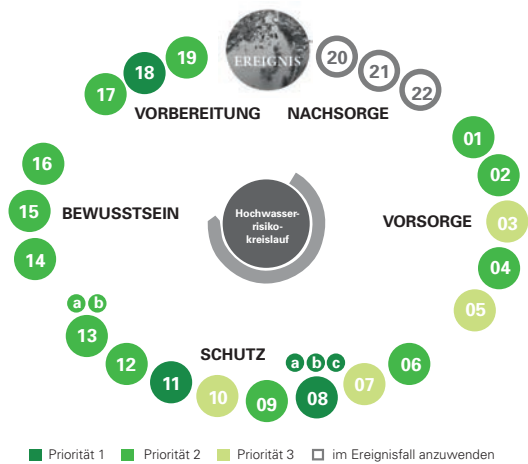 EREIGNIS
20
21
22
19
18
17
VORBEREITUNG
NACHSORGE
01
02
03
04
05
VORSORGE
16
15
14
BEWUSSTSEIN
Hochwasser-
risiko-
kreislauf
a b
13
12
11
10
09
a b c
08
07
06
SCHUTZ
Priorität 1
Priorität 2
Priorität 3
im Ereignisfall anzuwenden